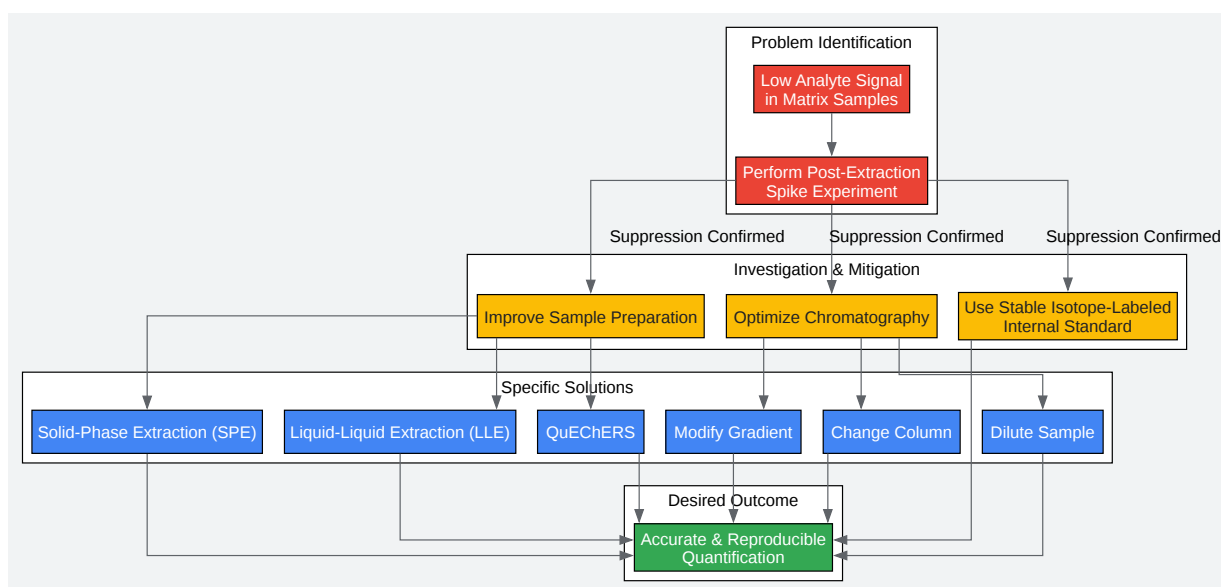 Problem Identification
Low Analyte Signal
in Matrix Samples
Perform Post-Extraction
Spike Experiment
Suppression Confirmed
Suppression Confirmed
Suppression Confirmed
Investigation & Mitigation
Improve Sample Preparation
Optimize Chromatography
Use Stable Isotope-Labeled
Internal Standard
Specific Solutions
Solid-Phase Extraction (SPE)
Liquid-Liquid Extraction (LLE)
QuEChERS
Modify Gradient
Change Column
Dilute Sample
Desired Outcome
Accurate & Reproducible
Quantification